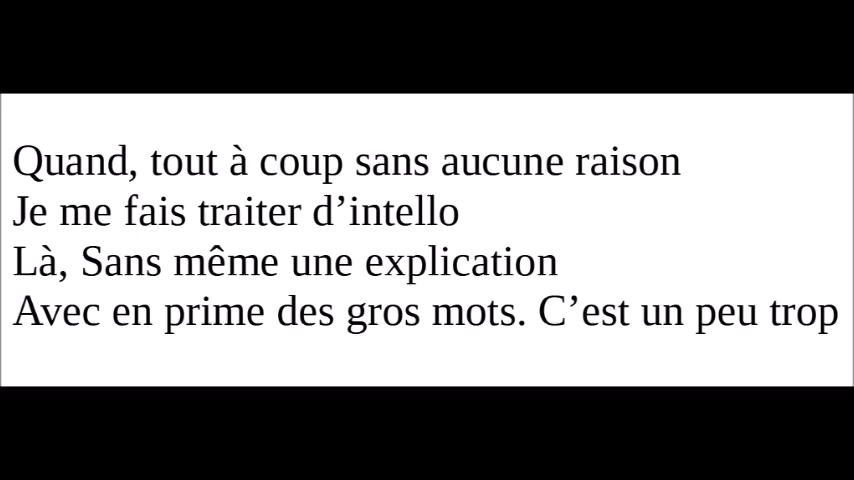 Quand, tout à coup sans aucune raison
Je me fais traiter d’intello
Là, Sans même une explication
Avec en prime des gros mots. C’est un peu trop